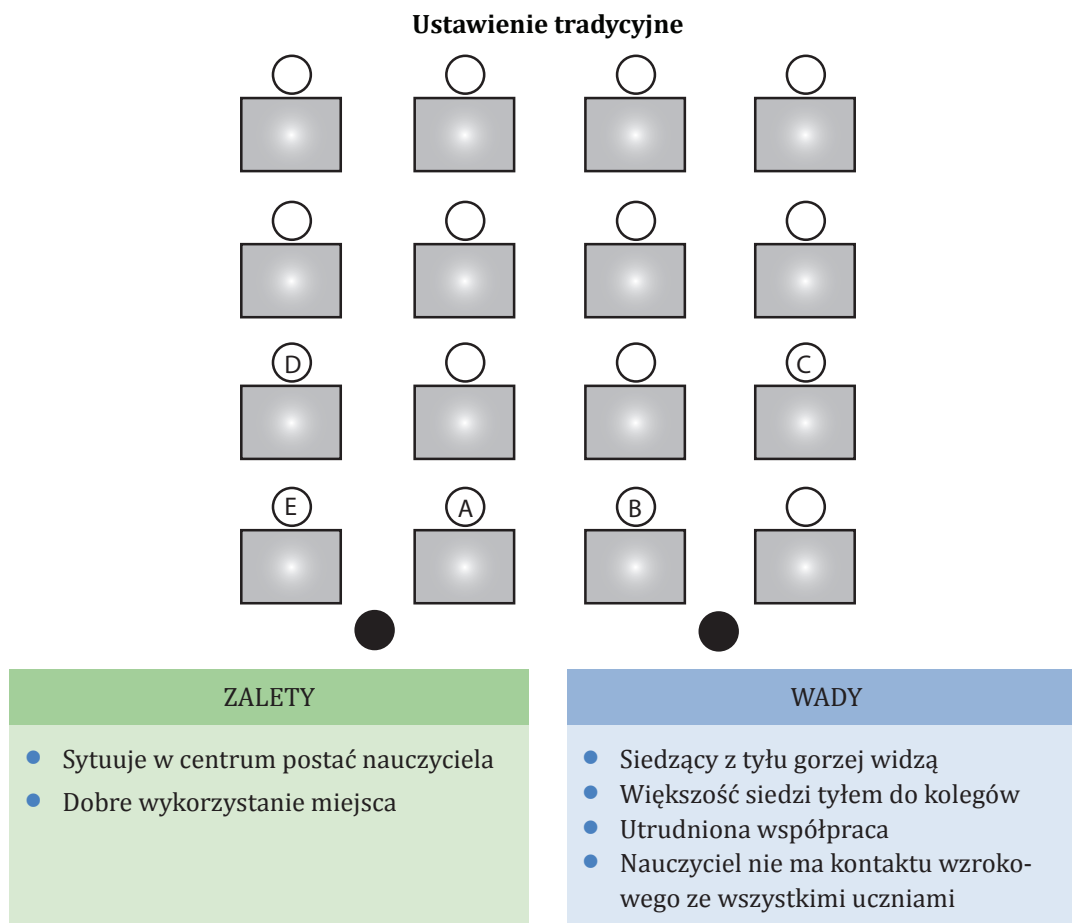 Ustawienie tradycyjne
D
C
E
A
B
ZALETY
● Sytuuje w centrum postać nauczyciela
● Dobre wykorzystanie miejsca
WADY
● Siedzący z tyłu gorzej widzą
● Większość siedzi tyłem do kolegów
● Utrudniona współpraca
● Nauczyciel nie ma kontaktu wzroko-
wego ze wszystkimi uczniami